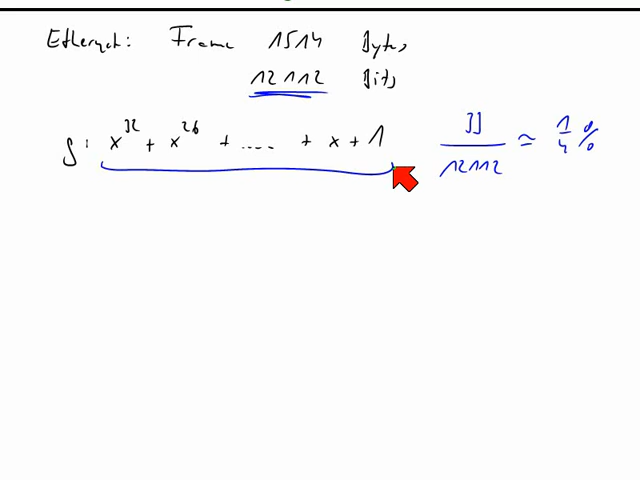 Ethernet: Frame 1514 Bytes
12112 Bits
g: x^32 + x^26 + ..... + x + 1
33/12112 ≈ 1/4 %